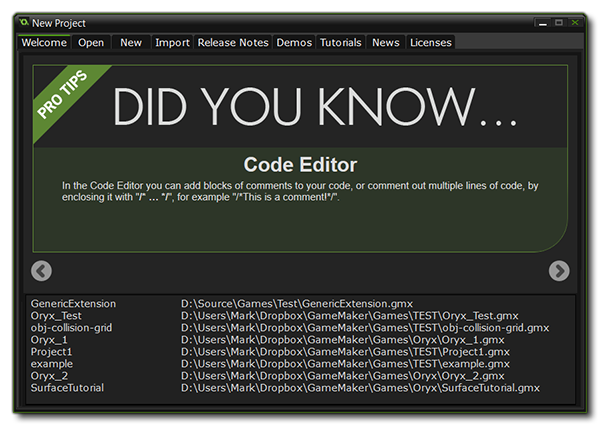 New Project
Welcome Open New Import Release Notes Demos Tutorials News Licenses
PRO TIPS
DID YOU KNOW...
Code Editor
In the Code Editor you can add blocks of comments to your code, or comment out multiple lines of code, by
enclosing it with "/* ... */", for example "/*This is a comment!*/".
GenericExtension D:\Source\Games\Test\GenericExtension.gmx
Oryx_Test D:\Users\Mark\Dropbox\GameMaker\Games\TEST\Oryx_Test.gmx
obj-collision-grid D:\Users\Mark\Dropbox\GameMaker\Games\TEST\obj-collision-grid.gmx
Oryx_1 D:\Users\Mark\Dropbox\GameMaker\Games\Oryx\Oryx_1.gmx
Project1 D:\Users\Mark\Dropbox\GameMaker\Games\TEST\Project1.gmx
example D:\Users\Mark\Dropbox\GameMaker\Games\TEST\example.gmx
Oryx_2 D:\Users\Mark\Dropbox\GameMaker\Games\Oryx\Oryx_2.gmx
SurfaceTutorial D:\Users\Mark\Dropbox\GameMaker\Games\Oryx\SurfaceTutorial.gmx